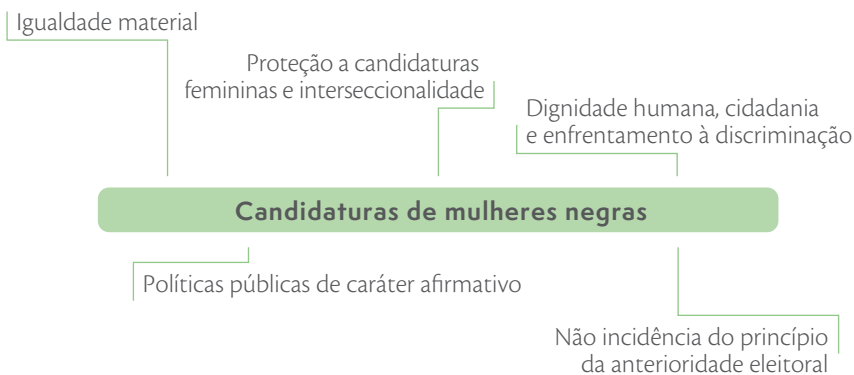 Igualdade material
Proteção a candidaturas
femininas e interseccionalidade
Dignidade humana, cidadania
e enfrentamento à discriminação
Candidaturas de mulheres negras
Políticas públicas de caráter afirmativo
Não incidência do princípio
da anterioridade eleitoral